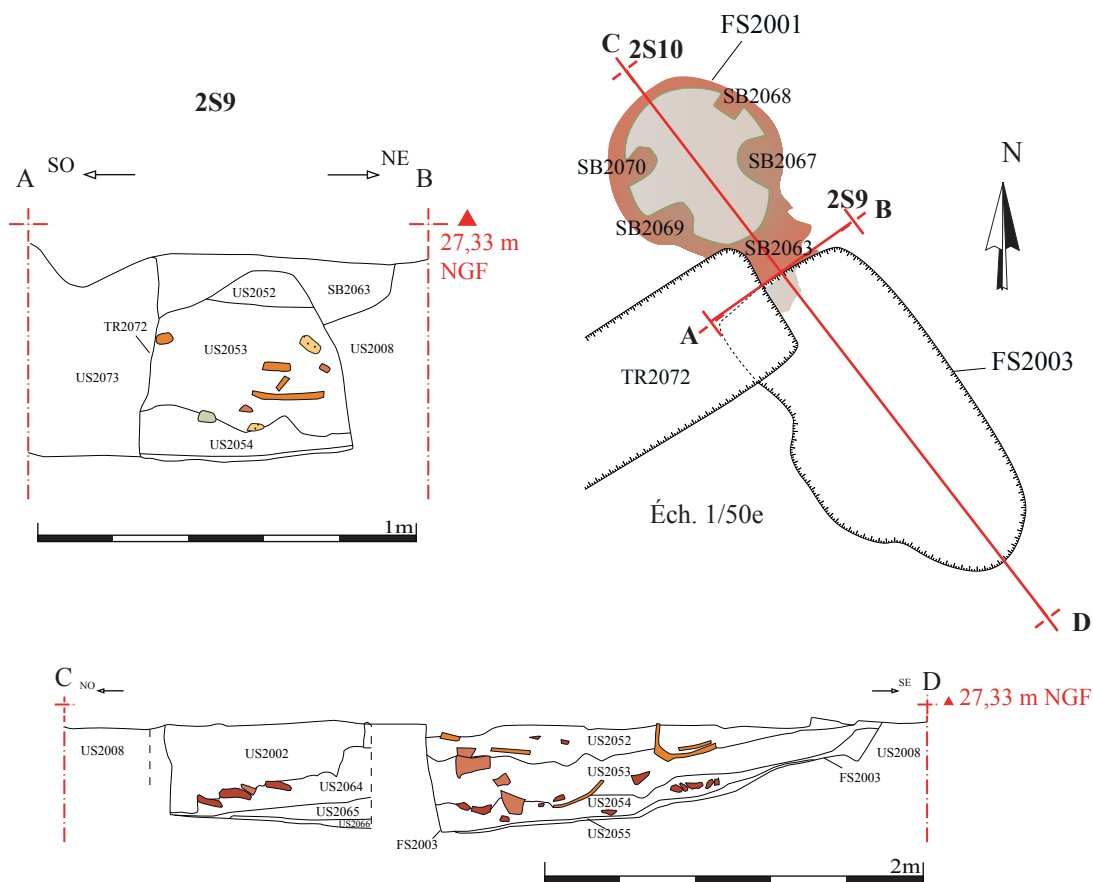 2S9
A
SO
NE
B
27,33 m
NGF
US2052
SB2063
TR2072
US2053
US2008
US2073
US2054
1m
C
2S10
FS2001
SB2068
SB2070
SB2067
SB2069
2S9
B
SB2063
N
A
TR2072
FS2003
Éch. 1/50e
D
C
NO
SE
D
27,33 m NGF
US2008
US2002
US2064
US2065
US2066
US2052
US2053
US2054
US2055
FS2003
US2008
FS2003
2m